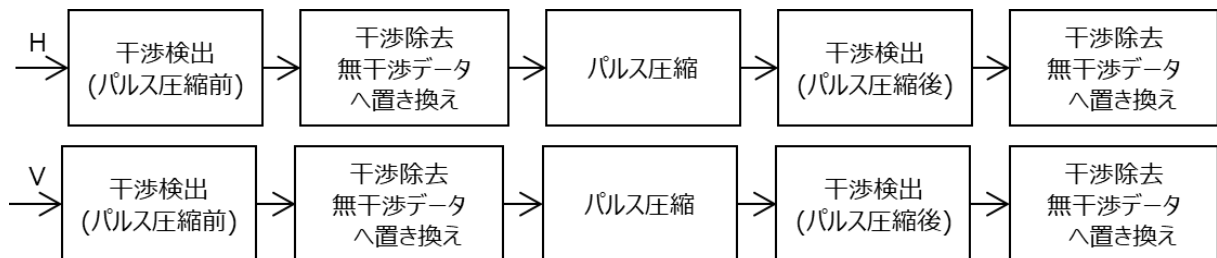 H
干渉検出
(パルス圧縮前)
干渉除去
無干渉データ
へ置き換え
パルス圧縮
干渉検出
(パルス圧縮後)
干渉除去
無干渉データ
へ置き換え
V
干渉検出
(パルス圧縮前)
干渉除去
無干渉データ
へ置き換え
パルス圧縮
干渉検出
(パルス圧縮後)
干渉除去
無干渉データ
へ置き換え